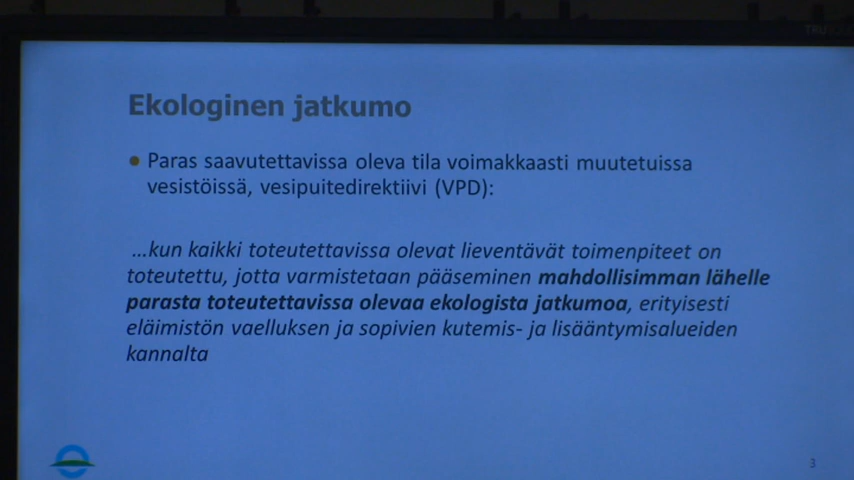 Ekologinen jatkumo
● Paras saavutettavissa oleva tila voimakkaasti muutetuissa
vesistöissä, vesipuitedirektiivi (VPD):
...kun kaikki toteutettavissa olevat lieventävät toimenpiteet on
toteutettu, jotta varmistetaan pääseminen mahdollisimman lähelle
parasta toteutettavissa olevaa ekologista jatkumoa, erityisesti
eläimistön vaelluksen ja sopivien kutemis- ja lisääntymisalueiden
kannalta
3